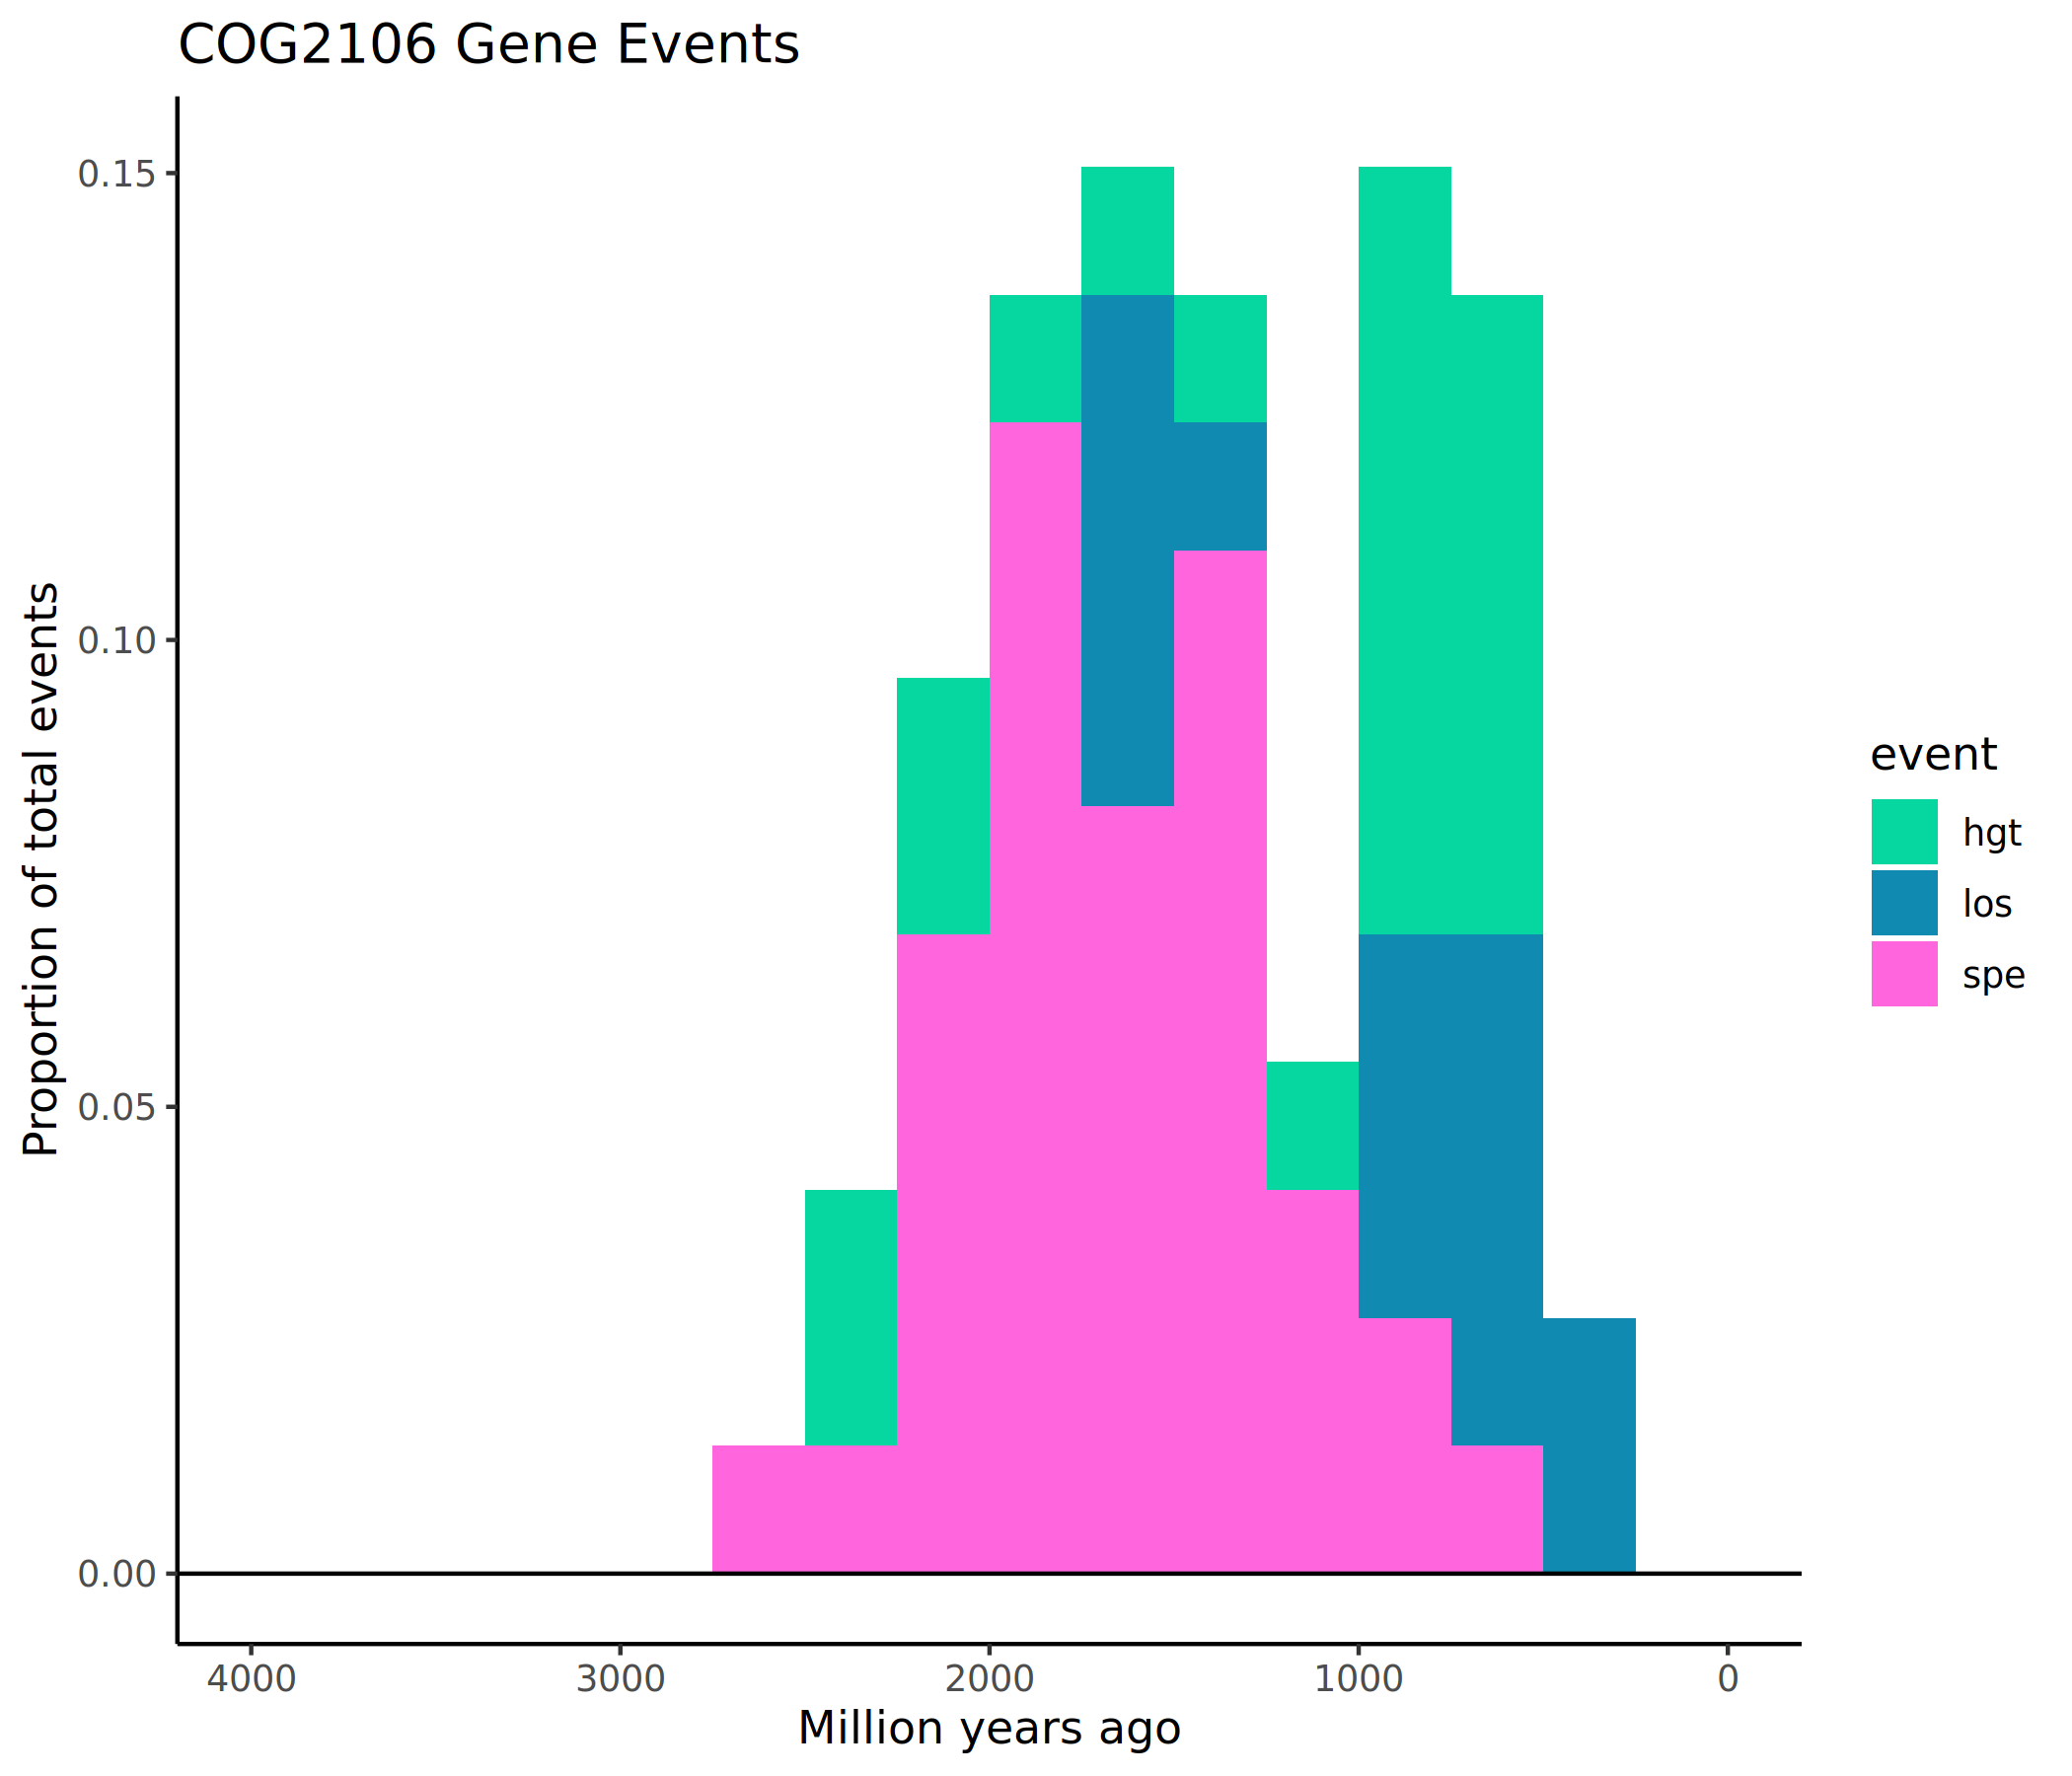 COG2106 Gene Events
Proportion of total events
0.15
0.10
0.05
0.00
4000 3000 2000 1000 0
Million years ago
event
hgt
los
spe